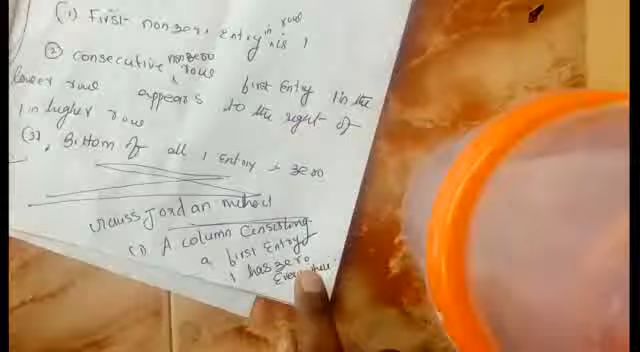 (1) First nonzero Entry in row is 1
(2) consecutive nonzero row first Entry 1 in the
lower row appears to the right of
1 in higher row
(3), Bottom of all 1 Entry → zero
Gauss Jordan method
(1) A column Consisting
a first Entry
1 has zero
Everywhere